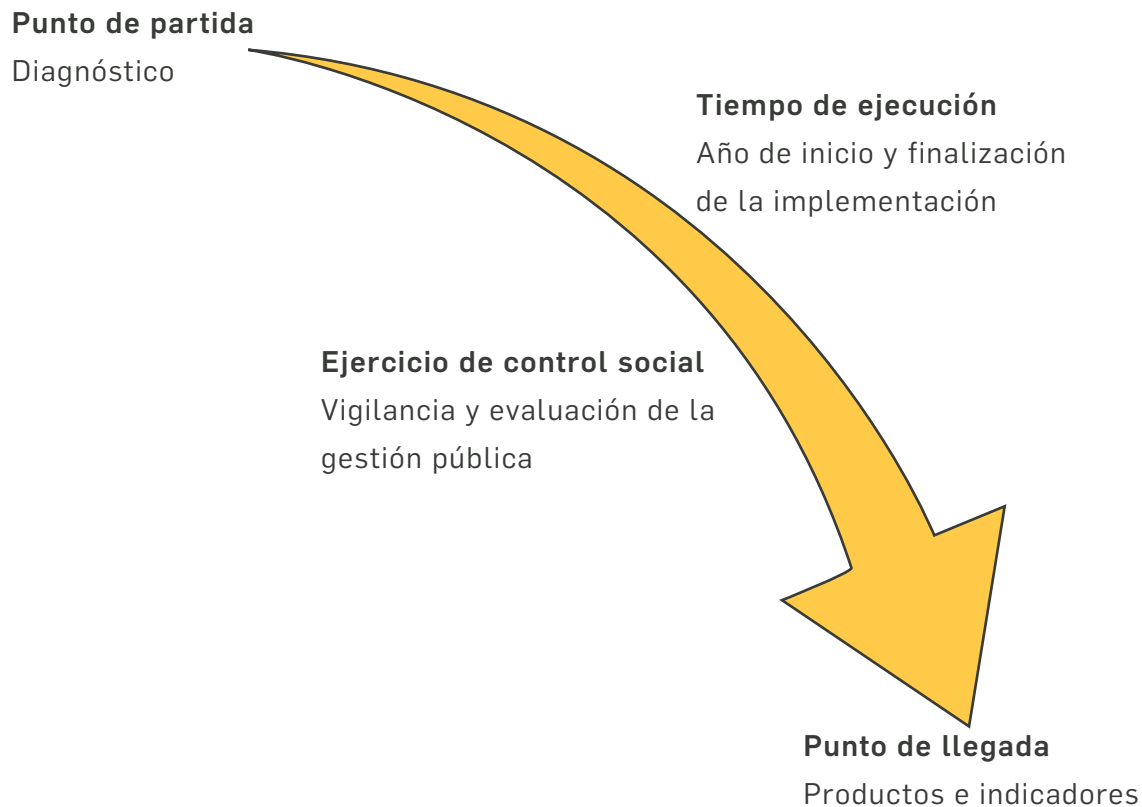 Punto de partida
Diagnóstico
Tiempo de ejecución
Año de inicio y finalización
de la implementación
Ejercicio de control social
Vigilancia y evaluación de la
gestión pública
Punto de llegada
Productos e indicadores